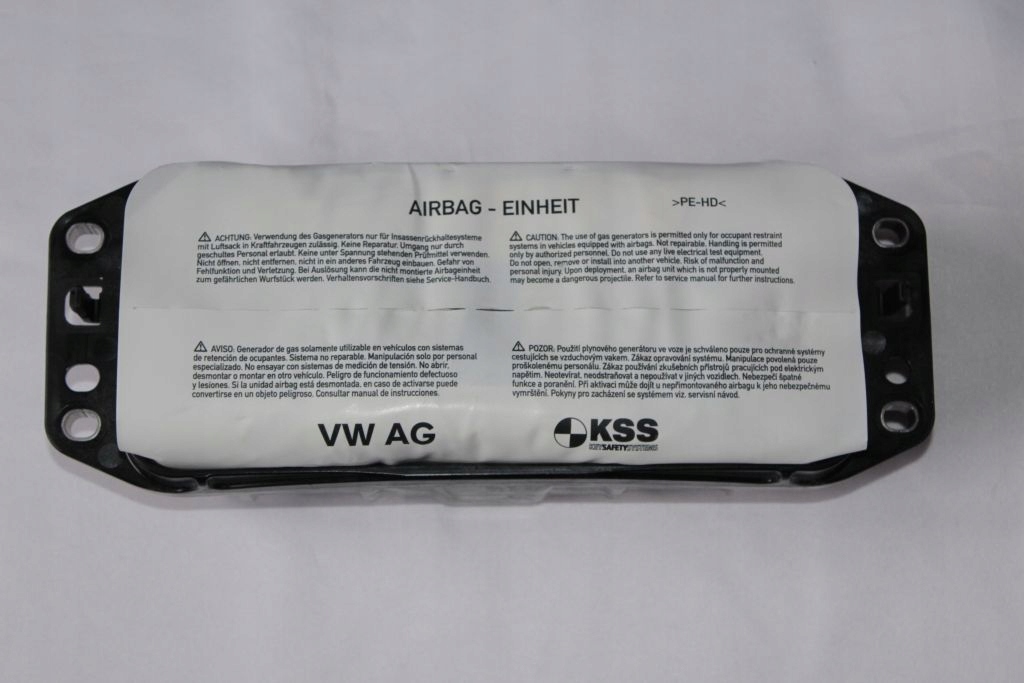 AIRBAG - EINHEIT
>PE-HD<
⚠ ACHTUNG: Verwendung des Gasgenerators nur für Insassenrückhaltesysteme
mit Luftsack in Kraftfahrzeugen zulässig. Keine Reparatur. Umgang nur durch
geschultes Personal erlaubt. Keine unter Spannung stehenden Prüfmittel verwenden.
Nicht öffnen, nicht entfernen, nicht in ein anderes Fahrzeug einbauen. Gefahr von
Fehlfunktion und Verletzung. Bei Auslösung kann die nicht montierte Airbageinheit
zum gefährlichen Wurfstück werden. Verhaltensvorschriften siehe Service-Handbuch.
⚠ CAUTION: The use of gas generators is permitted only for occupant restraint
systems in vehicles equipped with airbags. Not repairable. Handling is permitted
only by authorized personnel. Do not use any live electrical test equipment.
Do not open, remove or install into another vehicle. Risk of malfunction and
personal injury. Upon deployment, an airbag unit which is not properly mounted
may become a dangerous projectile. Refer to service manual for further instructions.
⚠ AVISO: Generador de gas solamente utilizable en vehículos con sistemas
de retención de ocupantes. Sistema no reparable. Manipulación solo por personal
especializado. No ensayar con sistemas de medición de tensión. No abrir,
desmontar o montar en otro vehículo. Peligro de funcionamiento defectuoso
y lesiones. Si la unidad airbag está desmontada, en caso de activarse puede
convertirse en un objeto peligroso. Consultar manual de instrucciones.
⚠ POZOR: Použití plynového generátoru ve voze je schváleno pouze pro ochranné systémy
cestujících se vzduchovým vakem. Zákaz opravování systému. Manipulace povolená pouze
proškolenému personálu. Zákaz používání zkušebních přístrojů pracujících pod elektrickým
napětím. Neotevírat, neodstraňovat a nepoužívat v jiných vozidlech. Nebezpečí špatné
funkce a poranění. Při aktivaci může dojít u nepřimontovaného airbagu k jeho nebezpečnému
vymrštění. Pokyny pro zacházení se systémem viz. servisní návod.
VW AG
KSS
KEYSAFETYSYSTEMS